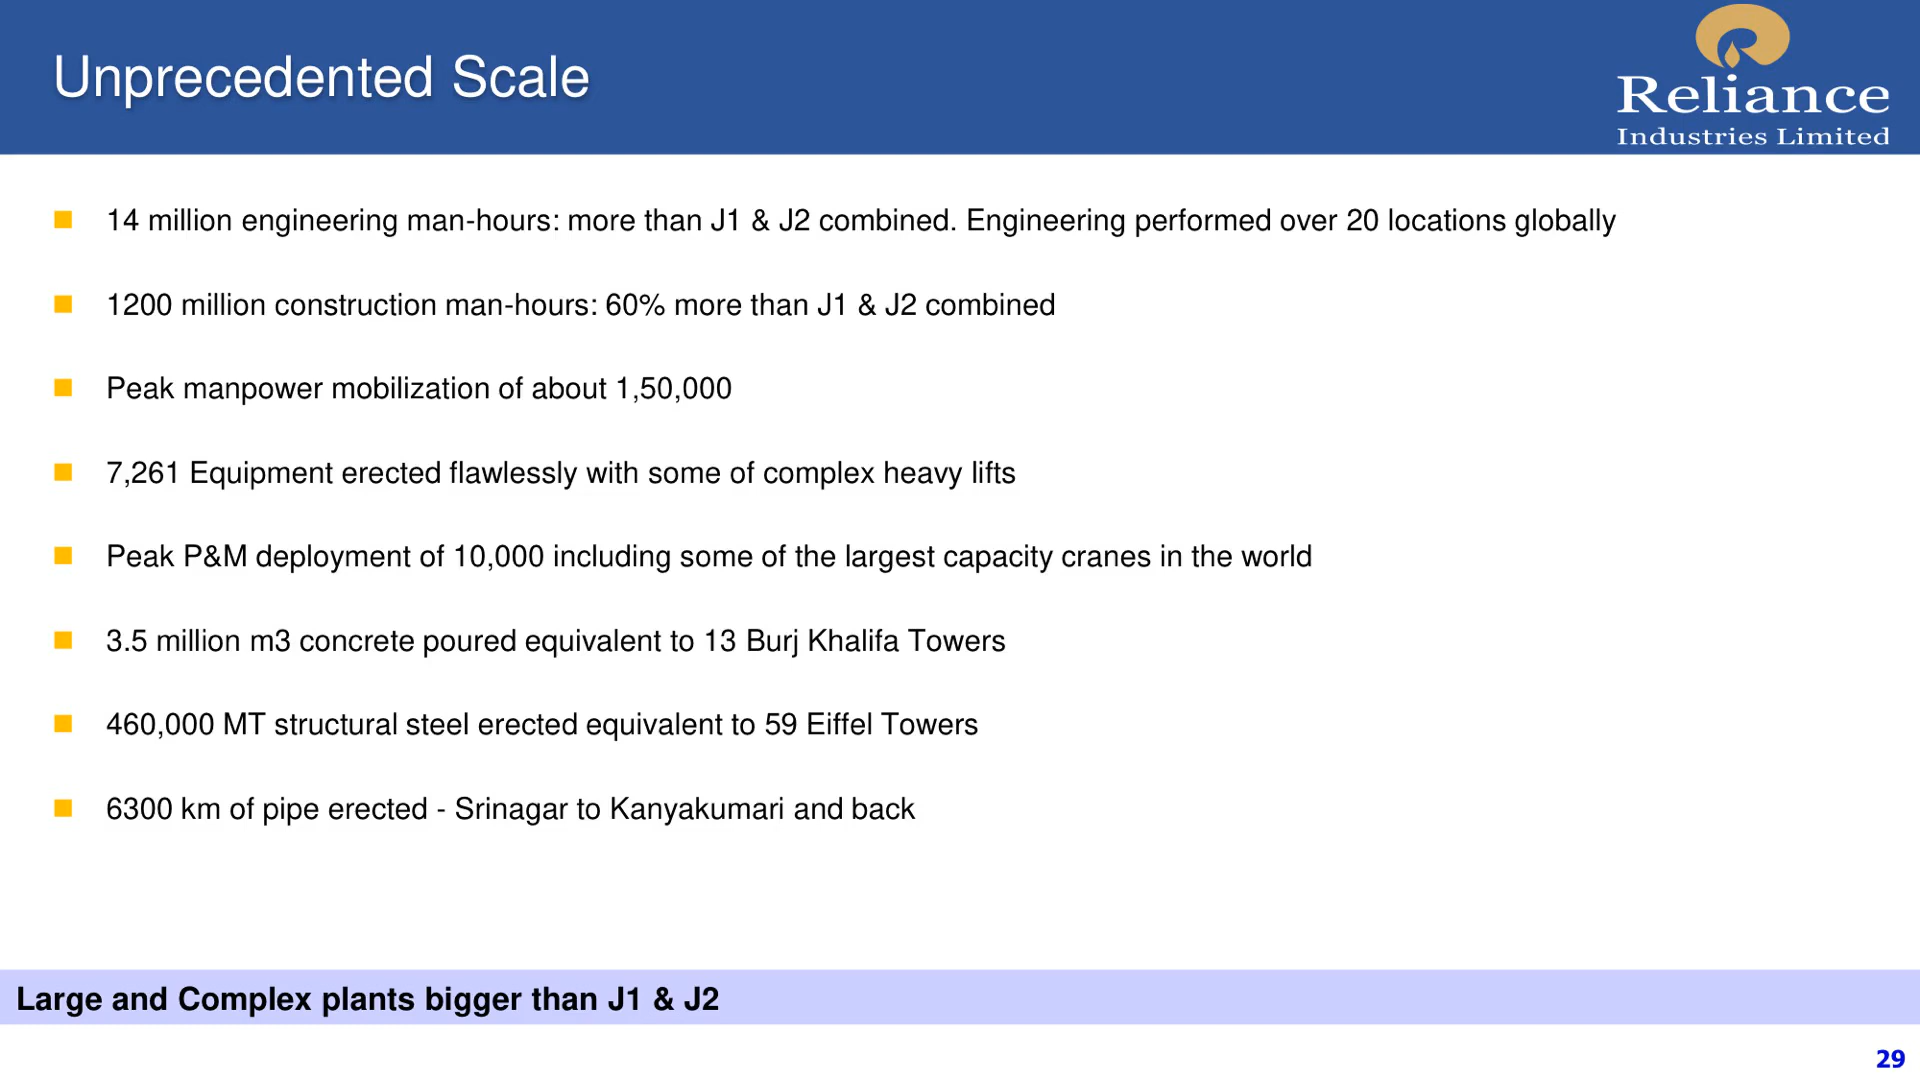 Unprecedented Scale
Reliance
Industries Limited
14 million engineering man-hours: more than J1 & J2 combined. Engineering performed over 20 locations globally
1200 million construction man-hours: 60% more than J1 & J2 combined
Peak manpower mobilization of about 1,50,000
7,261 Equipment erected flawlessly with some of complex heavy lifts
Peak P&M deployment of 10,000 including some of the largest capacity cranes in the world
3.5 million m3 concrete poured equivalent to 13 Burj Khalifa Towers
460,000 MT structural steel erected equivalent to 59 Eiffel Towers
6300 km of pipe erected - Srinagar to Kanyakumari and back
Large and Complex plants bigger than J1 & J2
29